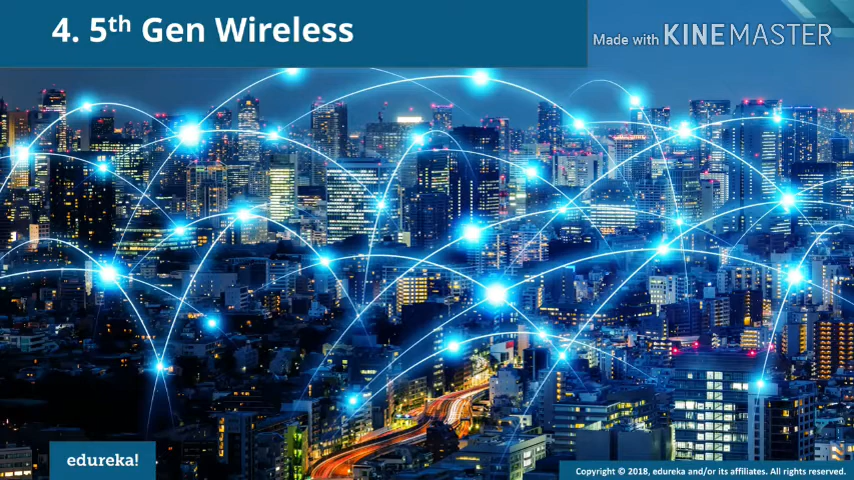 4. 5th Gen Wireless
Made with KINEMASTER
edureka!
Copyright © 2018, edureka and/or its affiliates. All rights reserved.